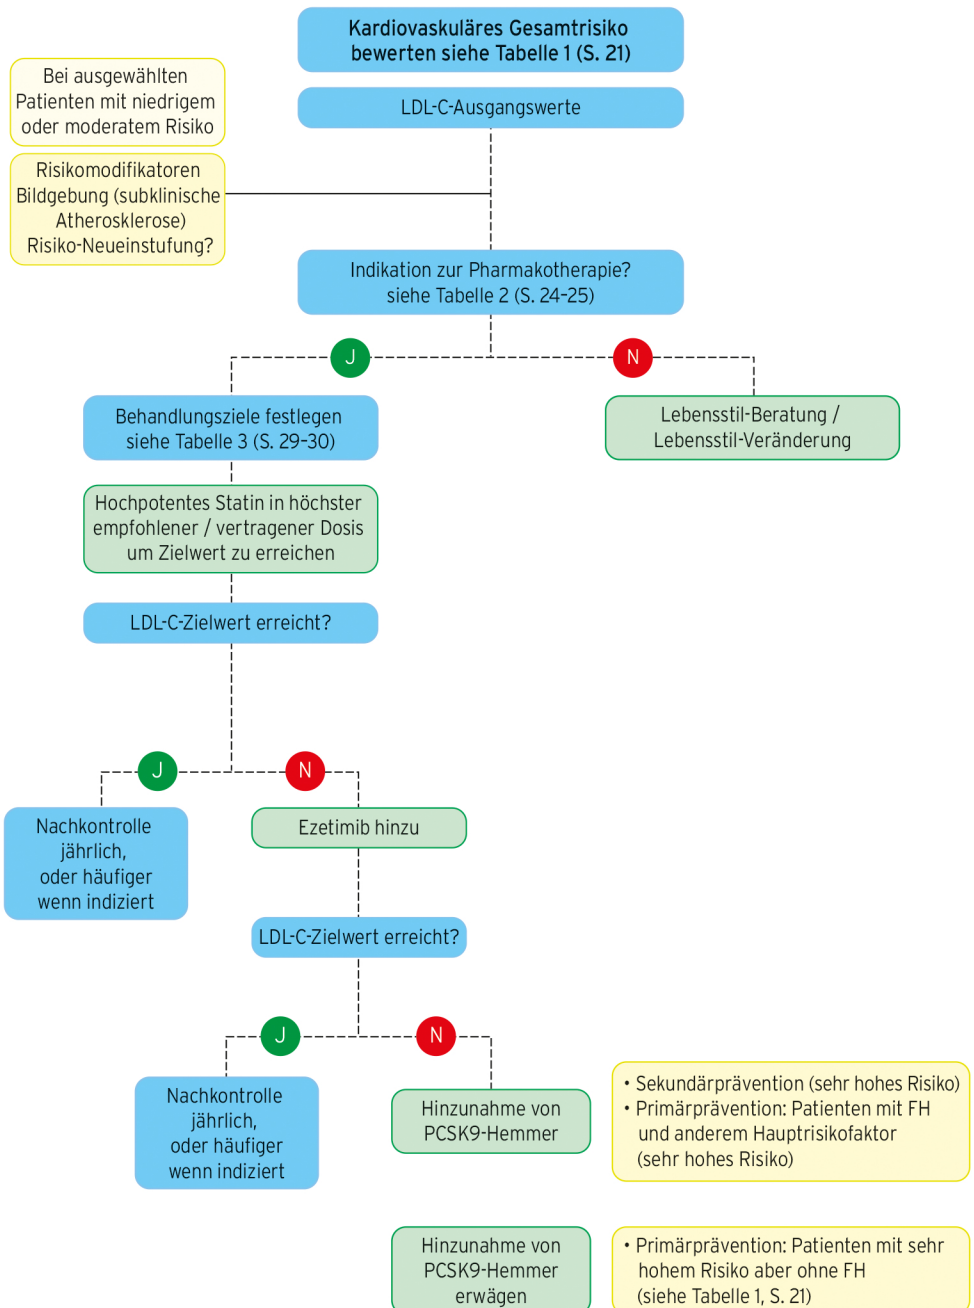 Kardiovaskuläres Gesamtrisiko
bewerten siehe Tabelle 1 (S. 21)
Bei ausgewählten
Patienten mit niedrigem
oder moderatem Risiko
LDL-C-Ausgangswerte
Risikomodifikatoren
Bildgebung (subklinische
Atherosklerose)
Risiko-Neueinstufung?
Indikation zur Pharmakotherapie?
siehe Tabelle 2 (S. 24–25)
J
N
Behandlungsziele festlegen
siehe Tabelle 3 (S. 29–30)
Lebensstil-Beratung /
Lebensstil-Veränderung
Hochpotentes Statin in höchster
empfohlener / vertragener Dosis
um Zielwert zu erreichen
LDL-C-Zielwert erreicht?
J
N
Nachkontrolle
jährlich,
oder häufiger
wenn indiziert
Ezetimib hinzu
LDL-C-Zielwert erreicht?
J
N
Nachkontrolle
jährlich,
oder häufiger
wenn indiziert
Hinzunahme von
PCSK9-Hemmer
• Sekundärprävention (sehr hohes Risiko)
• Primärprävention: Patienten mit FH
und anderem Hauptrisikofaktor
(sehr hohes Risiko)
Hinzunahme von
PCSK9-Hemmer
erwägen
• Primärprävention: Patienten mit sehr
hohem Risiko aber ohne FH
(siehe Tabelle 1, S. 21)